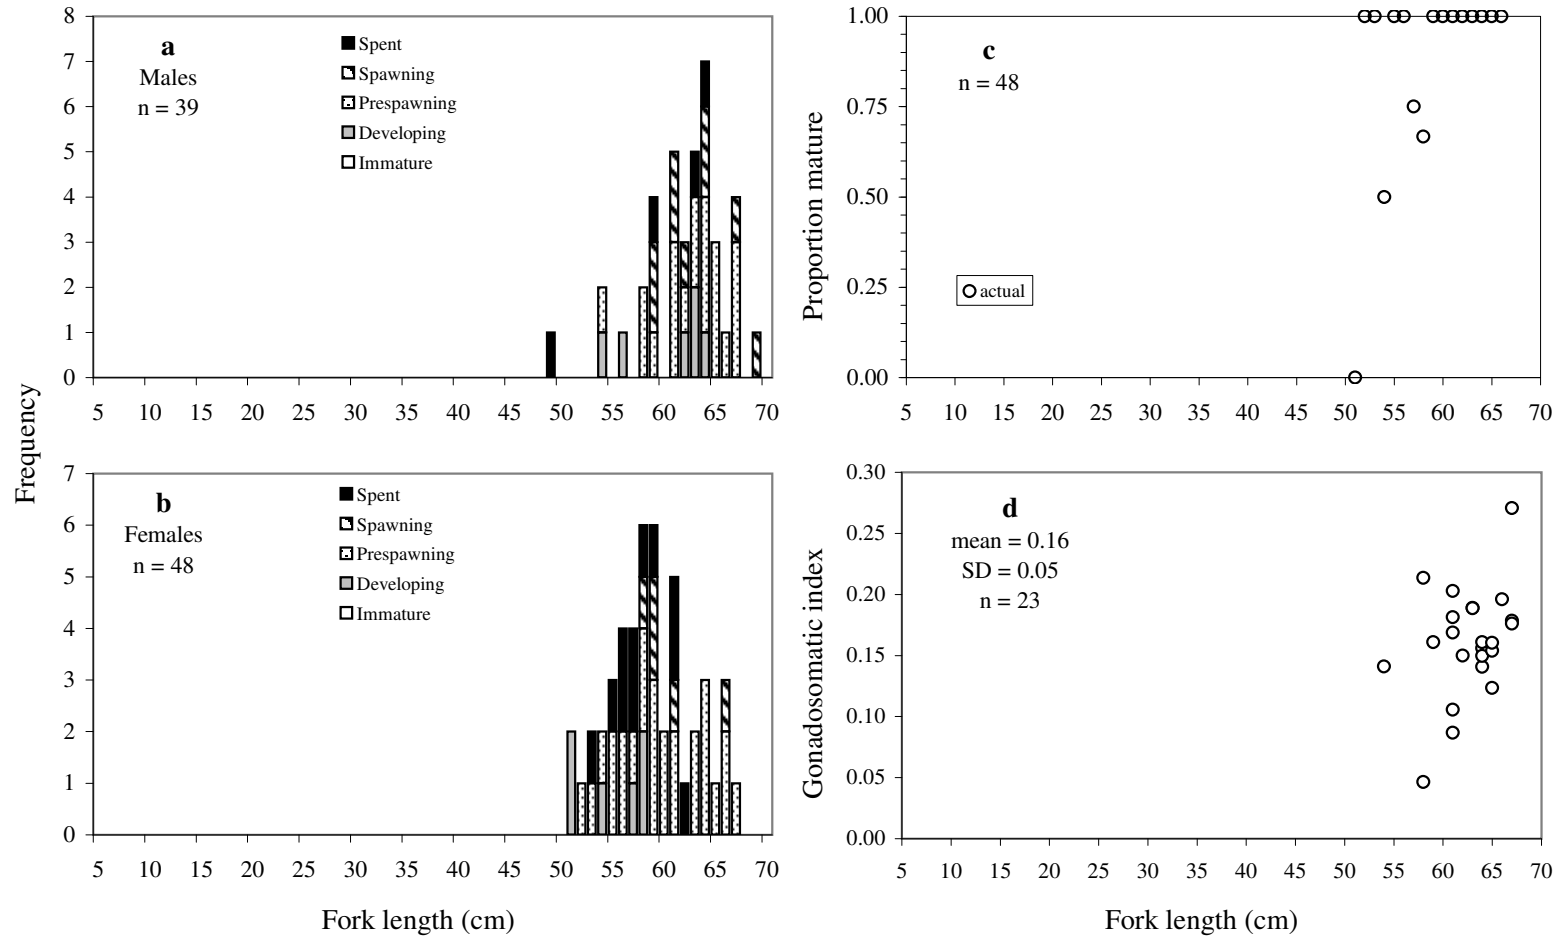 Frequency
8
7
6
5
4
3
2
1
0
a
Males
n = 39
Spent
Spawning
Prespawning
Developing
Immature
5 10 15 20 25 30 35 40 45 50 55 60 65 70
7
6
5
4
3
2
1
0
b
Females
n = 48
Spent
Spawning
Prespawning
Developing
Immature
5 10 15 20 25 30 35 40 45 50 55 60 65 70
Fork length (cm)
Proportion mature
1.00
0.75
0.50
0.25
0.00
c
n = 48
actual
5 10 15 20 25 30 35 40 45 50 55 60 65 70
Gonadosomatic index
0.30
0.25
0.20
0.15
0.10
0.05
0.00
d
mean = 0.16
SD = 0.05
n = 23
5 10 15 20 25 30 35 40 45 50 55 60 65 70
Fork length (cm)